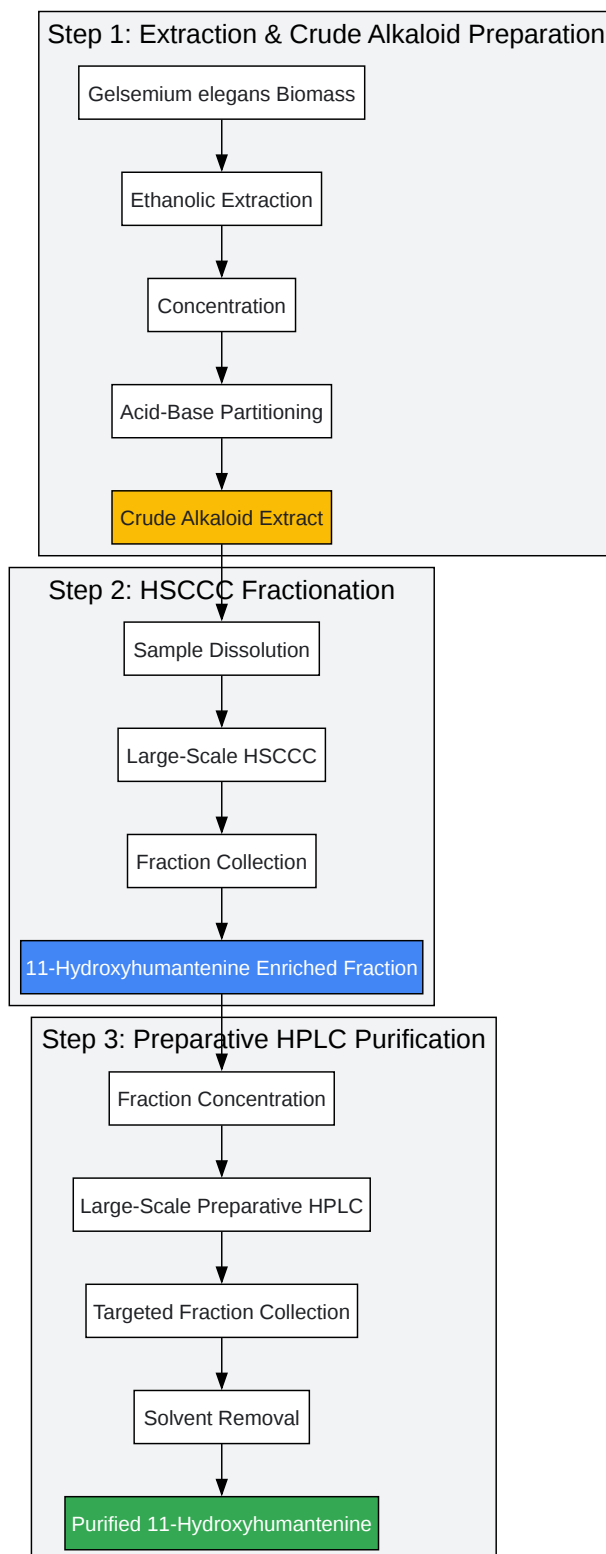 Step 1: Extraction & Crude Alkaloid Preparation
Gelsemium elegans Biomass
Ethanolic Extraction
Concentration
Acid-Base Partitioning
Crude Alkaloid Extract
Step 2: HSCCC Fractionation
Sample Dissolution
Large-Scale HSCCC
Fraction Collection
11-Hydroxyhumantenine Enriched Fraction
Step 3: Preparative HPLC Purification
Fraction Concentration
Large-Scale Preparative HPLC
Targeted Fraction Collection
Solvent Removal
Purified 11-Hydroxyhumantenine